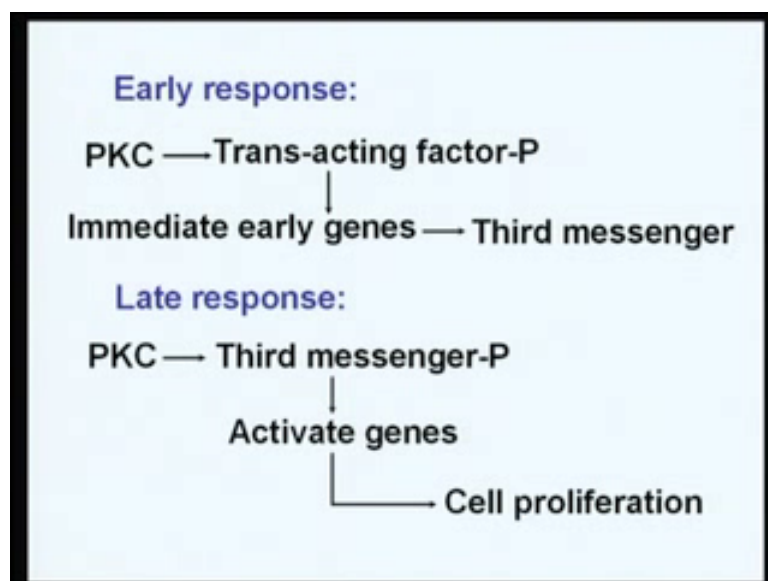 Early response:
PKC Trans-acting factor-P
Immediate early genes Third messenger
Late response:
PKC Third messenger-P
Activate genes
Cell proliferation